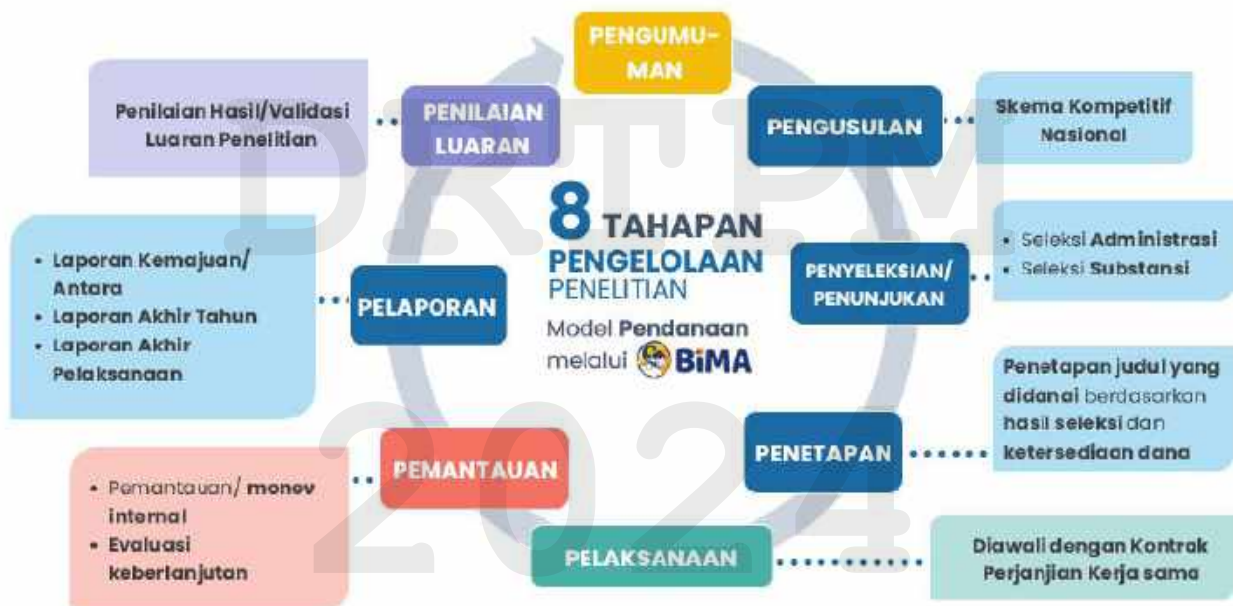 PENGUMU-
MAN
PENGUSULAN
Skema Kompetitif
Nasional
PENYELEKSIAN/
PENUNJUKAN
• Seleksi Administrasi
• Seleksi Substansi
PENETAPAN
Penetapan judul yang
didanai berdasarkan
hasil seleksi dan
ketersediaan dana
PELAKSANAAN
Diawali dengan Kontrak
Perjanjian Kerja sama
PEMANTAUAN
• Pemantauan/ monev
internal
• Evaluasi
keberlanjutan
PELAPORAN
• Laporan Kemajuan/
Antara
• Laporan Akhir Tahun
• Laporan Akhir
Pelaksanaan
PENILAIAN
LUARAN
Penilaian Hasil/Validasi
Luaran Penelitian
8 TAHAPAN
PENGELOLAAN
PENELITIAN
Model Pendanaan
melalui BiMA
DRTPM
2024